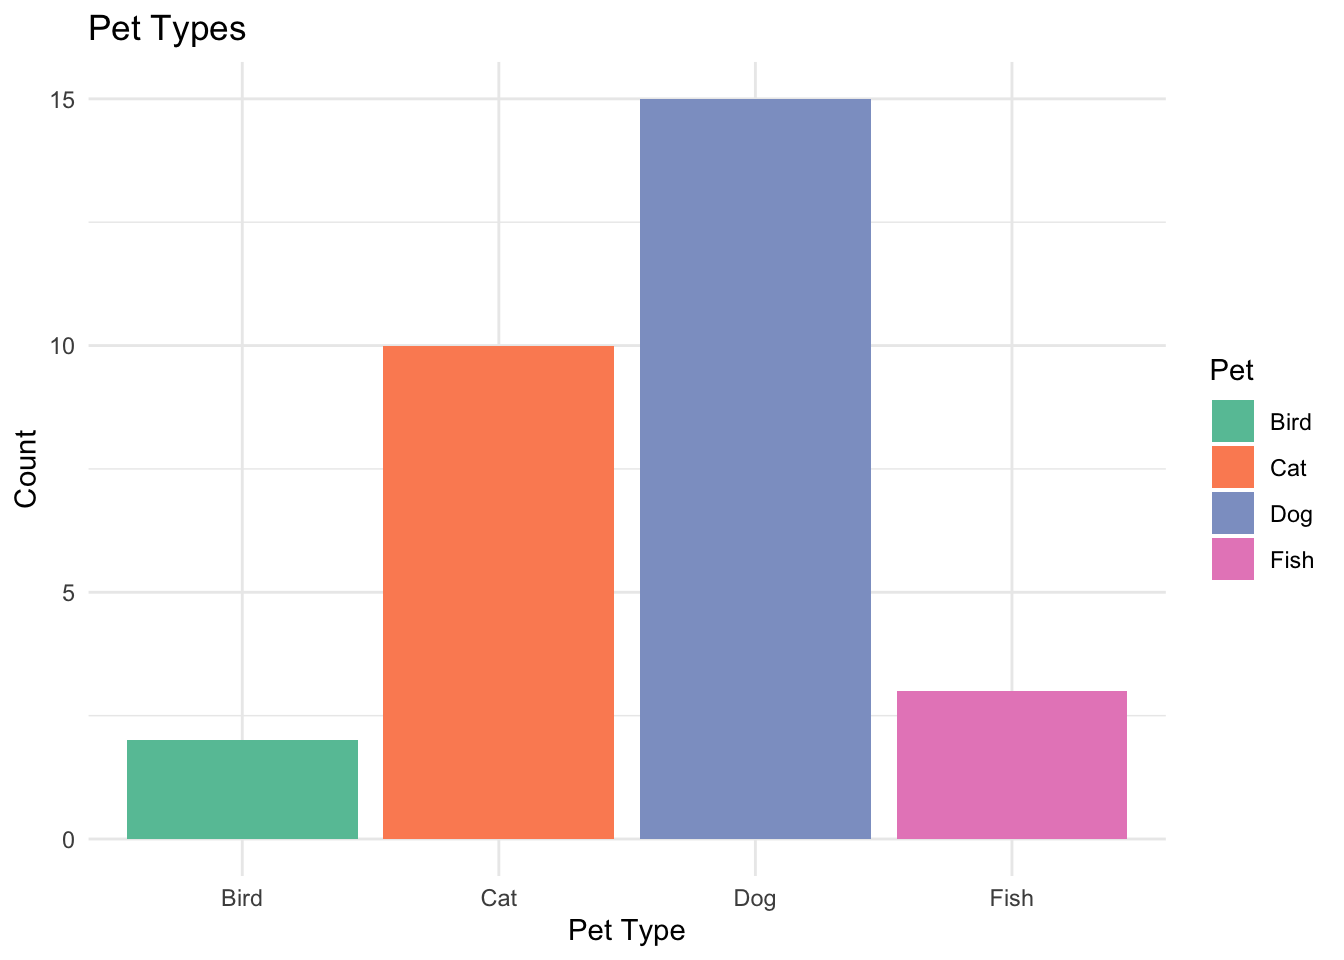 Pet Types
15
10
5
0
Count
Bird
Cat
Dog
Fish
Pet Type
Pet
Bird
Cat
Dog
Fish